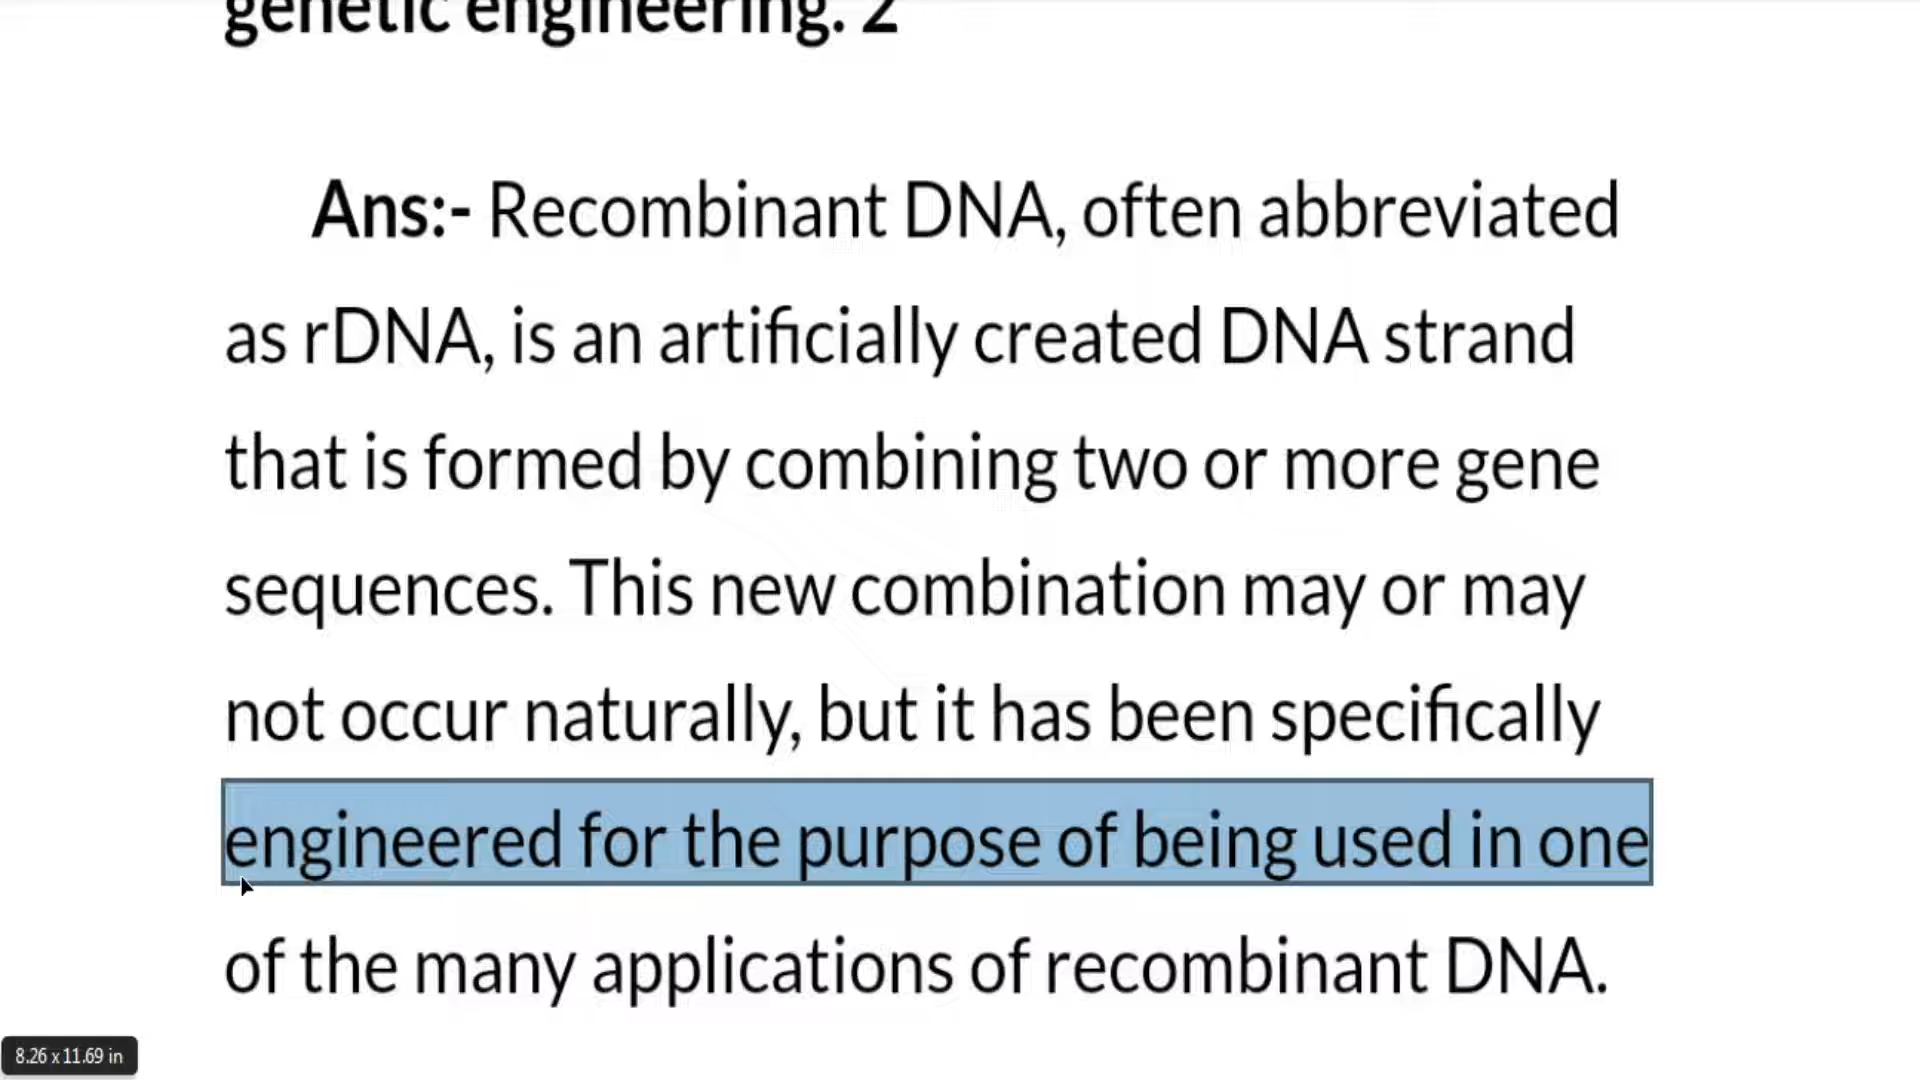 genetic engineering. 2
Ans:- Recombinant DNA, often abbreviated
as rDNA, is an artificially created DNA strand
that is formed by combining two or more gene
sequences. This new combination may or may
not occur naturally, but it has been specifically
engineered for the purpose of being used in one
of the many applications of recombinant DNA.
8.26 x 11.69 in